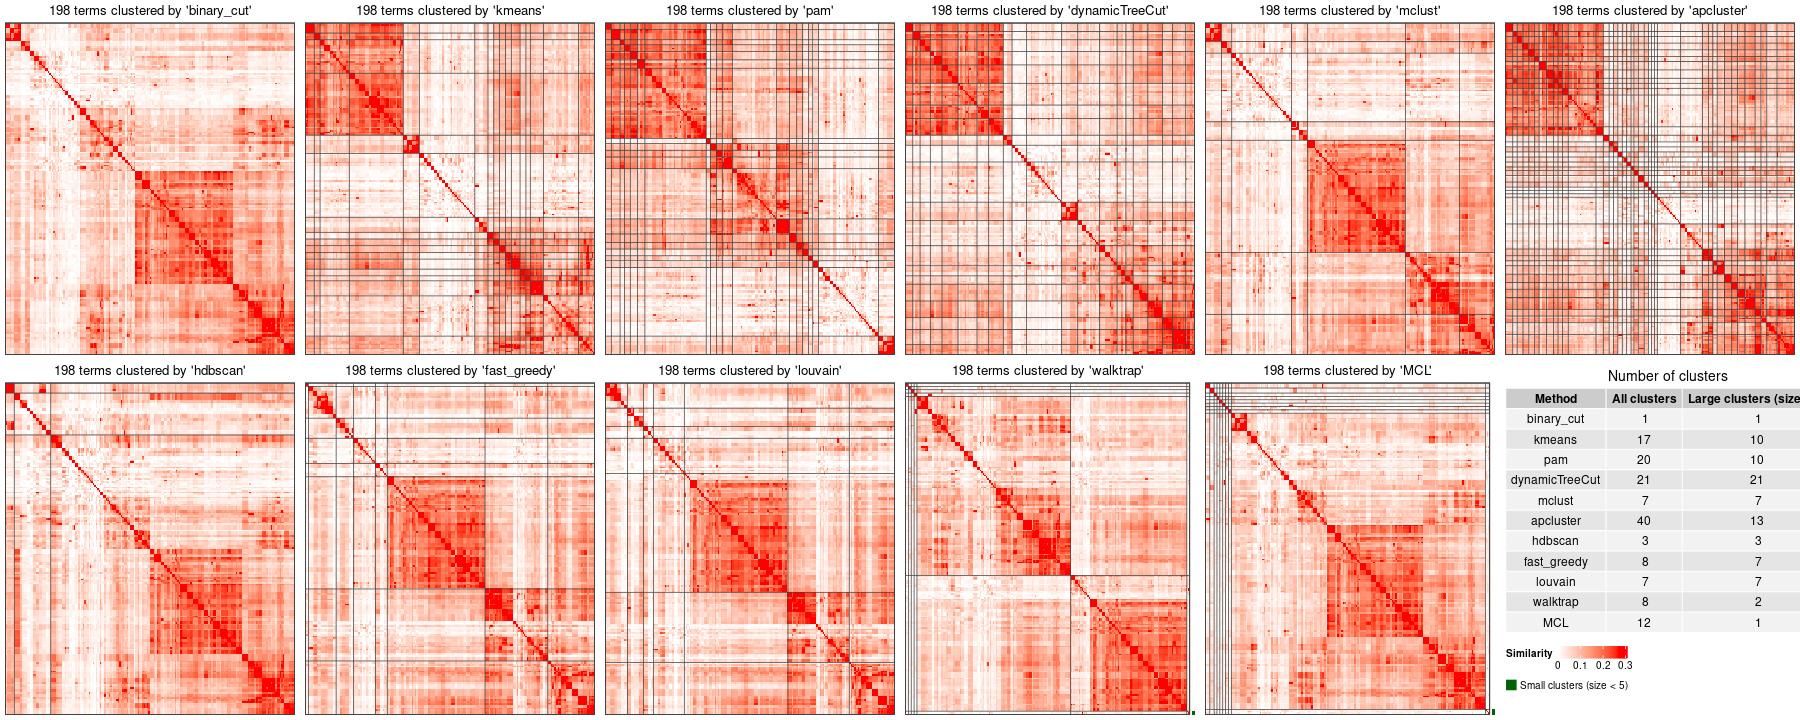 198 terms clustered by 'binary_cut'
198 terms clustered by 'kmeans'
198 terms clustered by 'pam'
198 terms clustered by 'dynamicTreeCut'
198 terms clustered by 'mclust'
198 terms clustered by 'apcluster'
198 terms clustered by 'hdbscan'
198 terms clustered by 'fast_greedy'
198 terms clustered by 'louvain'
198 terms clustered by 'walktrap'
198 terms clustered by 'MCL'
Number of clusters
Method All clusters Large clusters (size
binary_cut 1 1
kmeans 17 10
pam 20 10
dynamicTreeCut 21 21
mclust 7 7
apcluster 40 13
hdbscan 3 3
fast_greedy 8 7
louvain 7 7
walktrap 8 2
MCL 12 1
Similarity
0 0.1 0.2 0.3
Small clusters (size < 5)